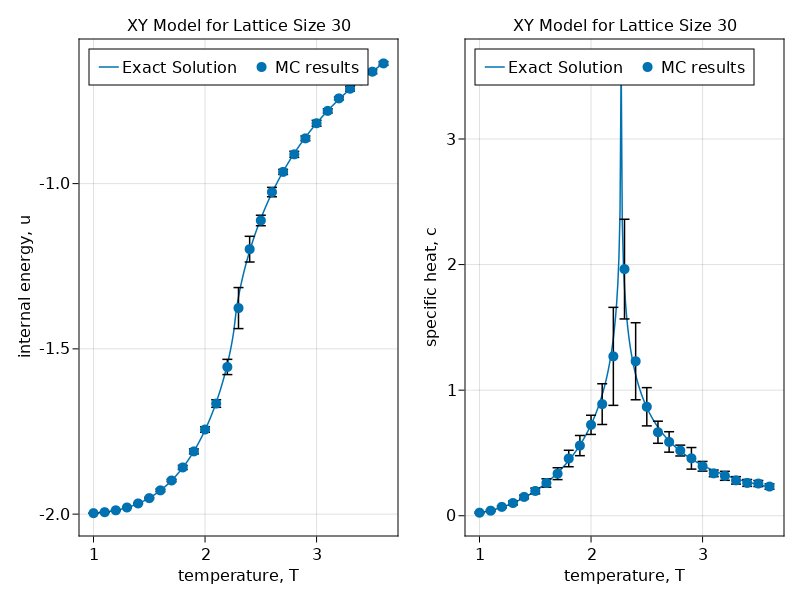 XY Model for Lattice Size 30
Exact Solution MC results
internal energy, u
-1.0
-1.5
-2.0
1 2 3
temperature, T
XY Model for Lattice Size 30
Exact Solution MC results
specific heat, c
3
2
1
0
1 2 3
temperature, T